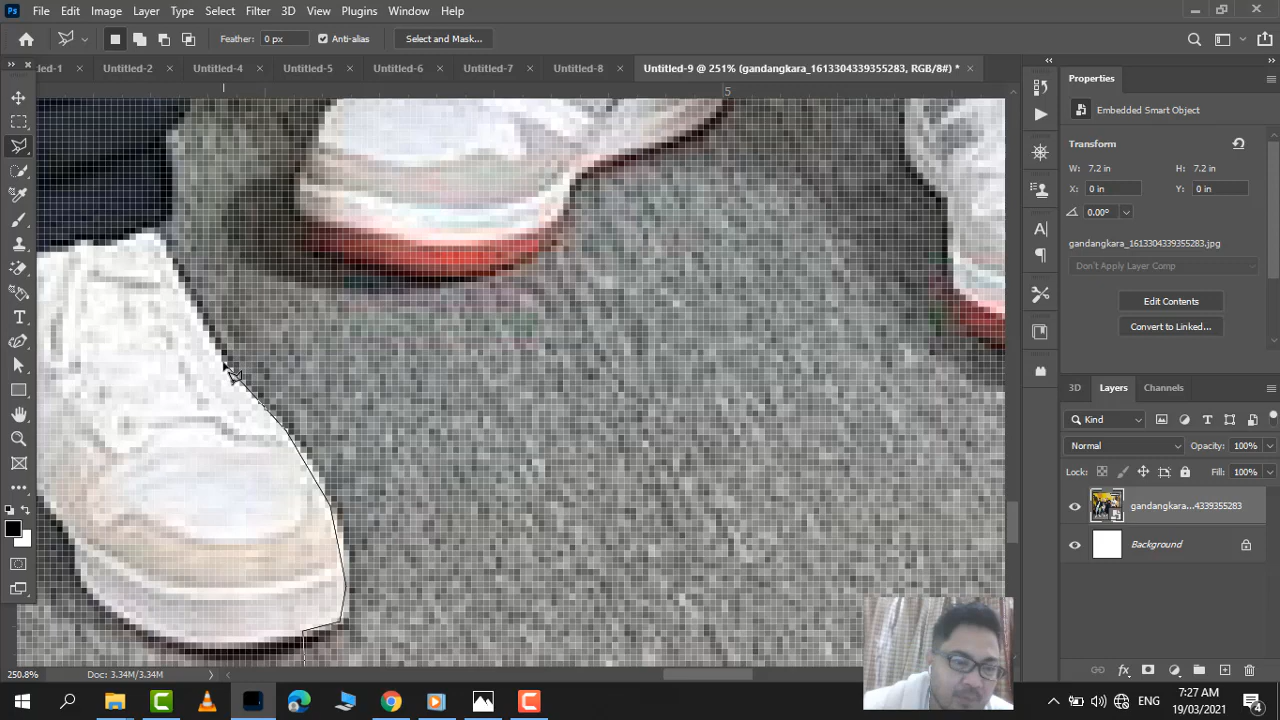 Ps File Edit Image Layer Type Select Filter 3D View Plugins Window Help
Feather: 0 px Anti-alias Select and Mask...
ed-1 × Untitled-2 × Untitled-4 × Untitled-5 × Untitled-6 × Untitled-7 × Untitled-8 × Untitled-9 @ 251% (gandangkara_1613304339355283, RGB/8#) * ×
5
Properties
Embedded Smart Object
Transform
W: 7.2 in H: 7.2 in
X: 0 in Y: 0 in
0.00°
gandangkara_1613304339355283.jpg
Don't Apply Layer Comp
Edit Contents
Convert to Linked...
3D Layers Channels
Kind
Normal Opacity: 100%
Lock: Fill: 100%
gandangkara...4339355283
Background
250.8% Doc: 3.34M/3.34M
ENG
7:27 AM
19/03/2021
4